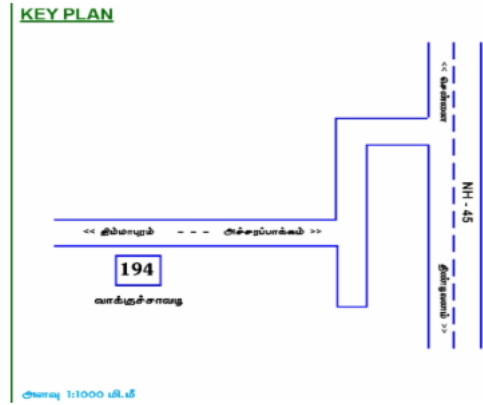 KEY PLAN
<< சென்னை
NH - 45
<< திம்மாபுரம் - - - அச்சரப்பாக்கம் >>
194
வாக்குச்சாவடி
திண்டிவனம் >>
அளவு 1:1000 மி.மீ